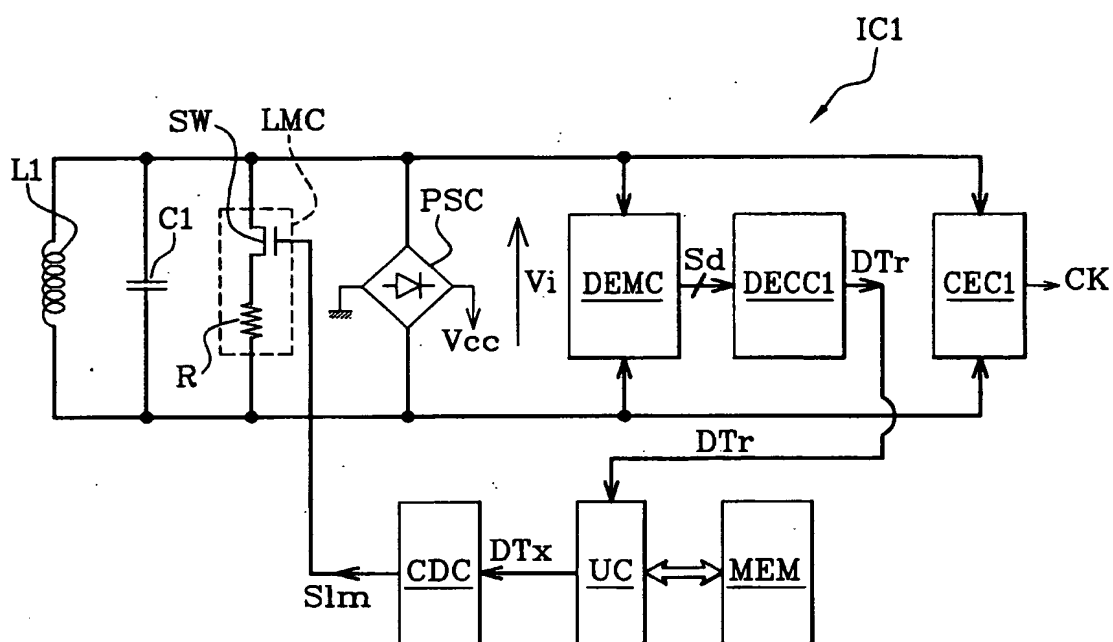 IC1
SW
LMC
L1
C1
PSC
Vi
DEMC
Sd
DECC1
DTr
CEC1
CK
Vcc
R
DTr
DTx
CDC
UC
MEM
Slm